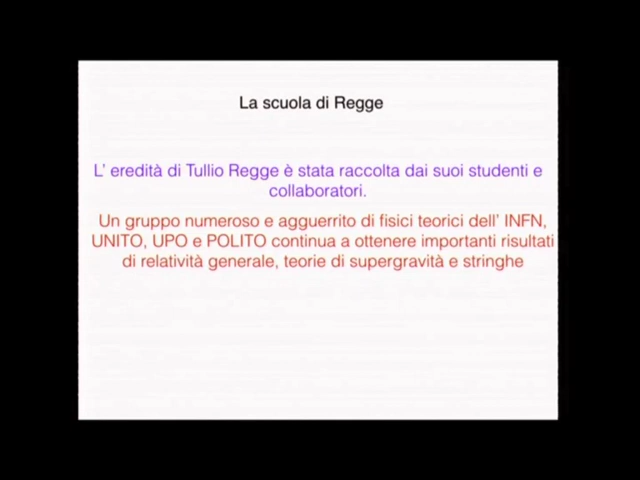 La scuola di Regge
L' eredità di Tullio Regge è stata raccolta dai suoi studenti e
collaboratori.
Un gruppo numeroso e agguerrito di fisici teorici dell' INFN,
UNITO, UPO e POLITO continua a ottenere importanti risultati
di relatività generale, teorie di supergravità e stringhe